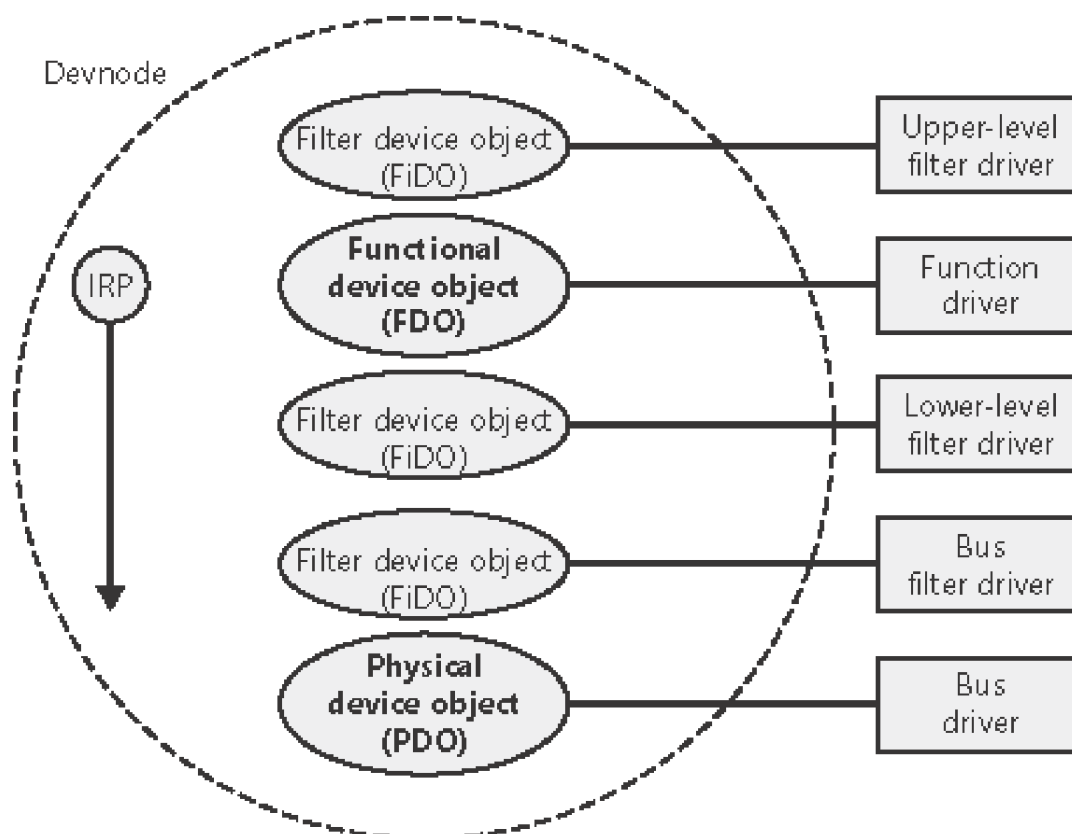 Devnode
Filter device object
(FiDO)
Upper-level
filter driver
IRP
Functional
device object
(FDO)
Function
driver
Filter device object
(FiDO)
Lower-level
filter driver
Filter device object
(FiDO)
Bus
filter driver
Physical
device object
(PDO)
Bus
driver